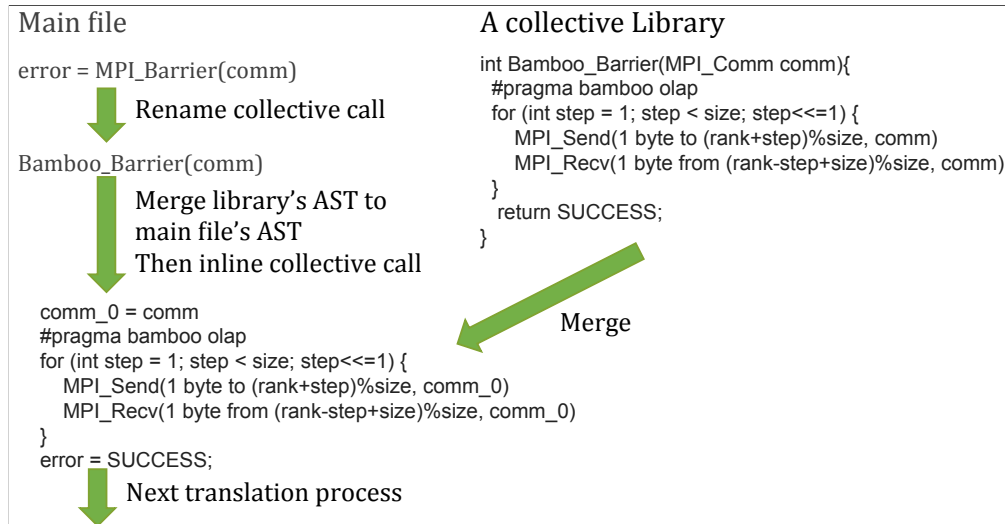 Main file
error = MPI_Barrier(comm)
Rename collective call
Bamboo_Barrier(comm)
Merge library's AST to
main file's AST
Then inline collective call
comm_0 = comm
#pragma bamboo olap
for (int step = 1; step < size; step<<=1) {
MPI_Send(1 byte to (rank+step)%size, comm_0)
MPI_Recv(1 byte from (rank-step+size)%size, comm_0)
}
error = SUCCESS;
Next translation process
A collective Library
int Bamboo_Barrier(MPI_Comm comm){
#pragma bamboo olap
for (int step = 1; step < size; step<<=1) {
MPI_Send(1 byte to (rank+step)%size, comm)
MPI_Recv(1 byte from (rank-step+size)%size, comm)
}
return SUCCESS;
}
Merge